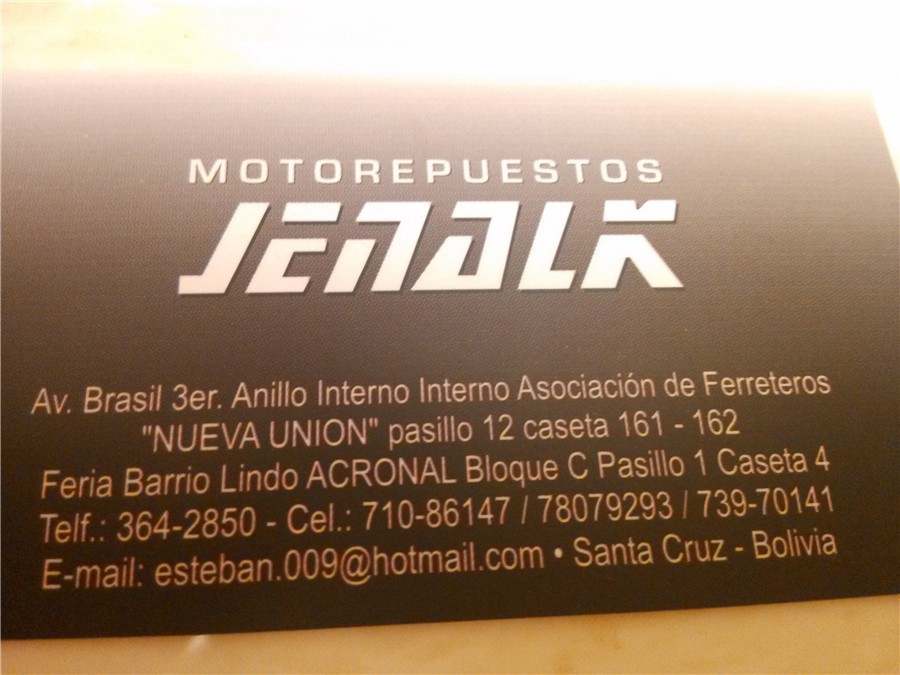 MOTOREPUESTOS
JENALK
Av. Brasil 3er. Anillo Interno Interno Asociación de Ferreteros
"NUEVA UNION" pasillo 12 caseta 161 - 162
Feria Barrio Lindo ACRONAL Bloque C Pasillo 1 Caseta 4
Telf.: 364-2850 - Cel.: 710-86147 / 78079293 / 739-70141
E-mail: esteban.009@hotmail.com • Santa Cruz - Bolivia